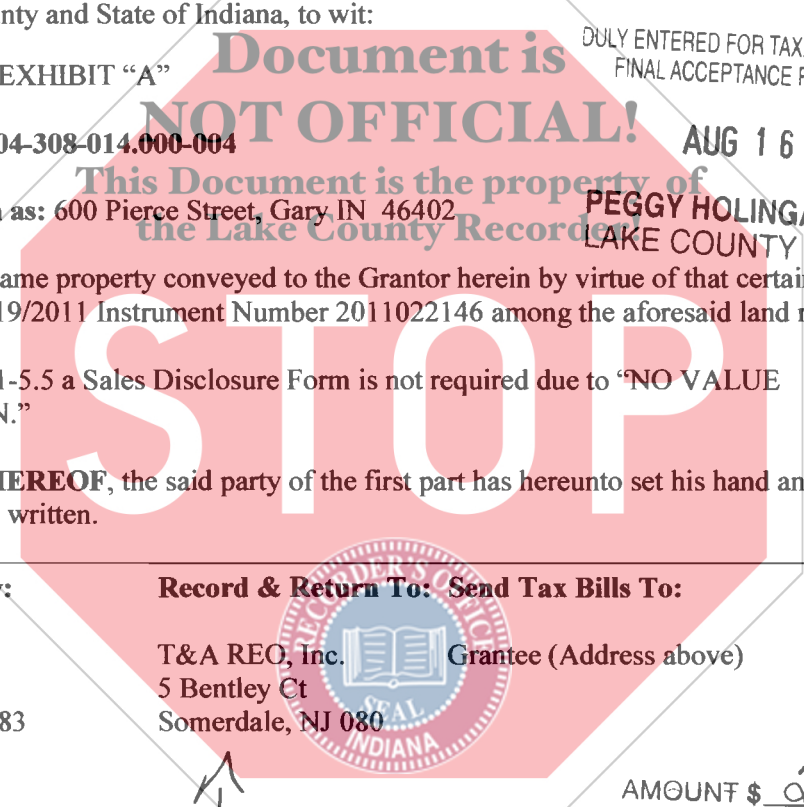 nty and State of Indiana, to wit:
DULY ENTERED FOR TAX
FINAL ACCEPTANCE F
EXHIBIT “A”
Document is
NOT OFFICIAL!
This Document is the property of
the Lake County Recorder!
04-308-014.000-004
AUG 16
as: 600 Pierce Street, Gary IN 46402
PEGGY HOLINGA
LAKE COUNTY
ame property conveyed to the Grantor herein by virtue of that certai
19/2011 Instrument Number 2011022146 among the aforesaid land
1-5.5 a Sales Disclosure Form is not required due to “NO VALUE
N.”
STOP
HEREOF, the said party of the first part has hereunto set his hand an
written.
Record & Return To: Send Tax Bills To:
T&A REO, Inc. Grantee (Address above)
5 Bentley Ct
83 Somerdale, NJ 080
RECORDER'S OFFICE
SEAL
INDIANA
AMOUNT $